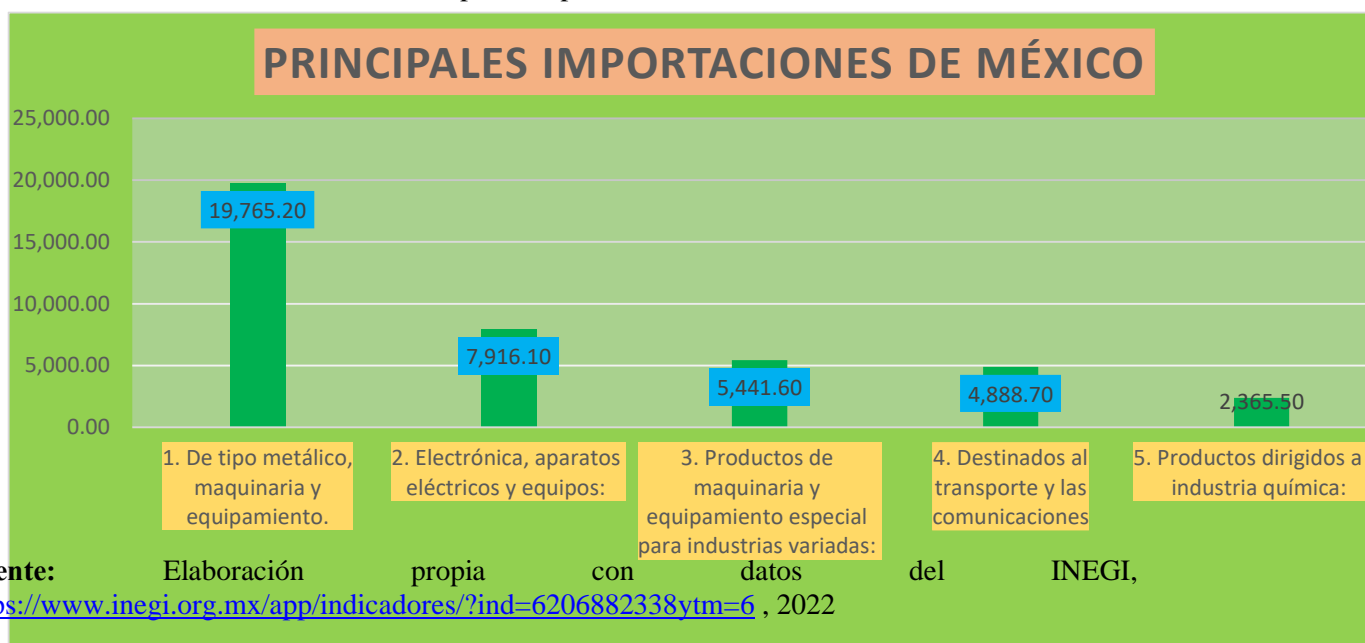 PRINCIPALES IMPORTACIONES DE MÉXICO
25,000.00
20,000.00
15,000.00
10,000.00
5,000.00
0.00
19,765.20
7,916.10
5,441.60
4,888.70
2,365.50
1. De tipo metálico,
maquinaria y
equipamiento.
2. Electrónica, aparatos
eléctricos y equipos:
3. Productos de
maquinaria y
equipamiento especial
para industrias variadas:
4. Destinados al
transporte y las
comunicaciones
5. Productos dirigidos a
industria química:
ente: Elaboración propia con datos del INEGI,
ps://www.inegi.org.mx/app/indicadores/?ind=6206882338ytm=6 , 2022